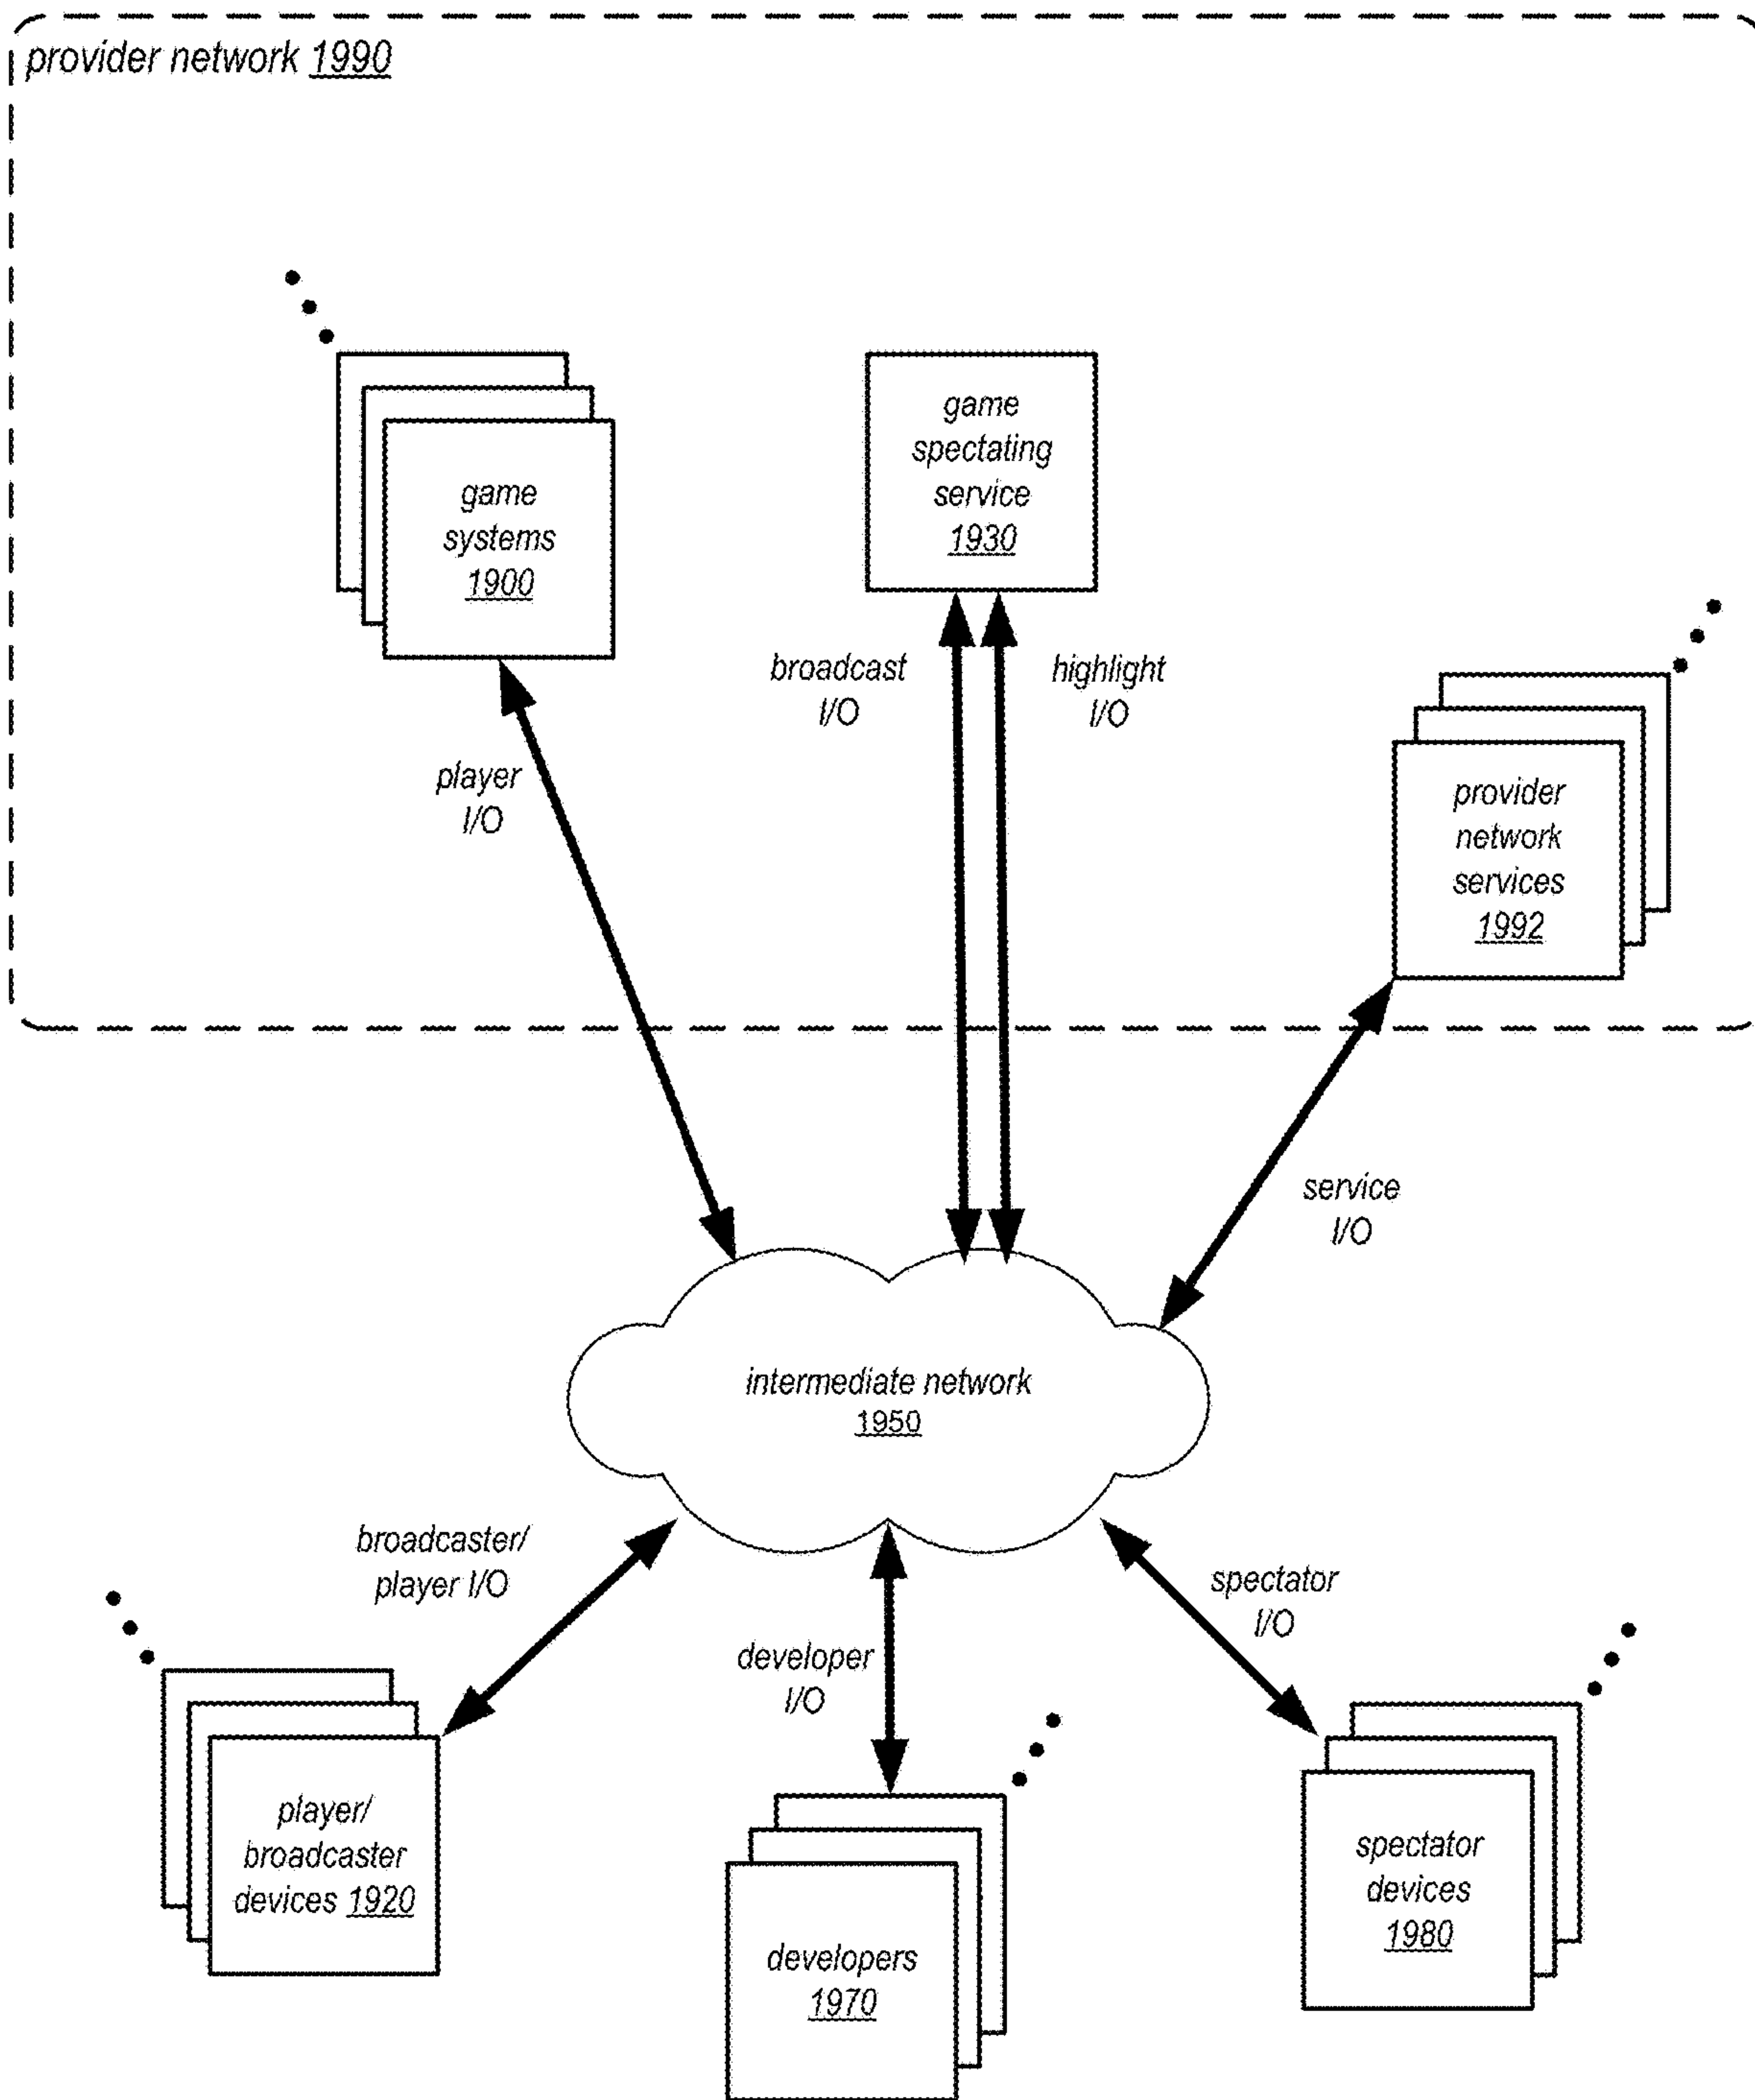 provider network 1990
game
systems
1900
game
spectating
service
1930
broadcast
I/O
highlight
I/O
player
I/O
provider
network
services
1992
service
I/O
intermediate network
1950
broadcaster/
player I/O
developer
I/O
spectator
I/O
player/
broadcaster
devices 1920
developers
1970
spectator
devices
1980